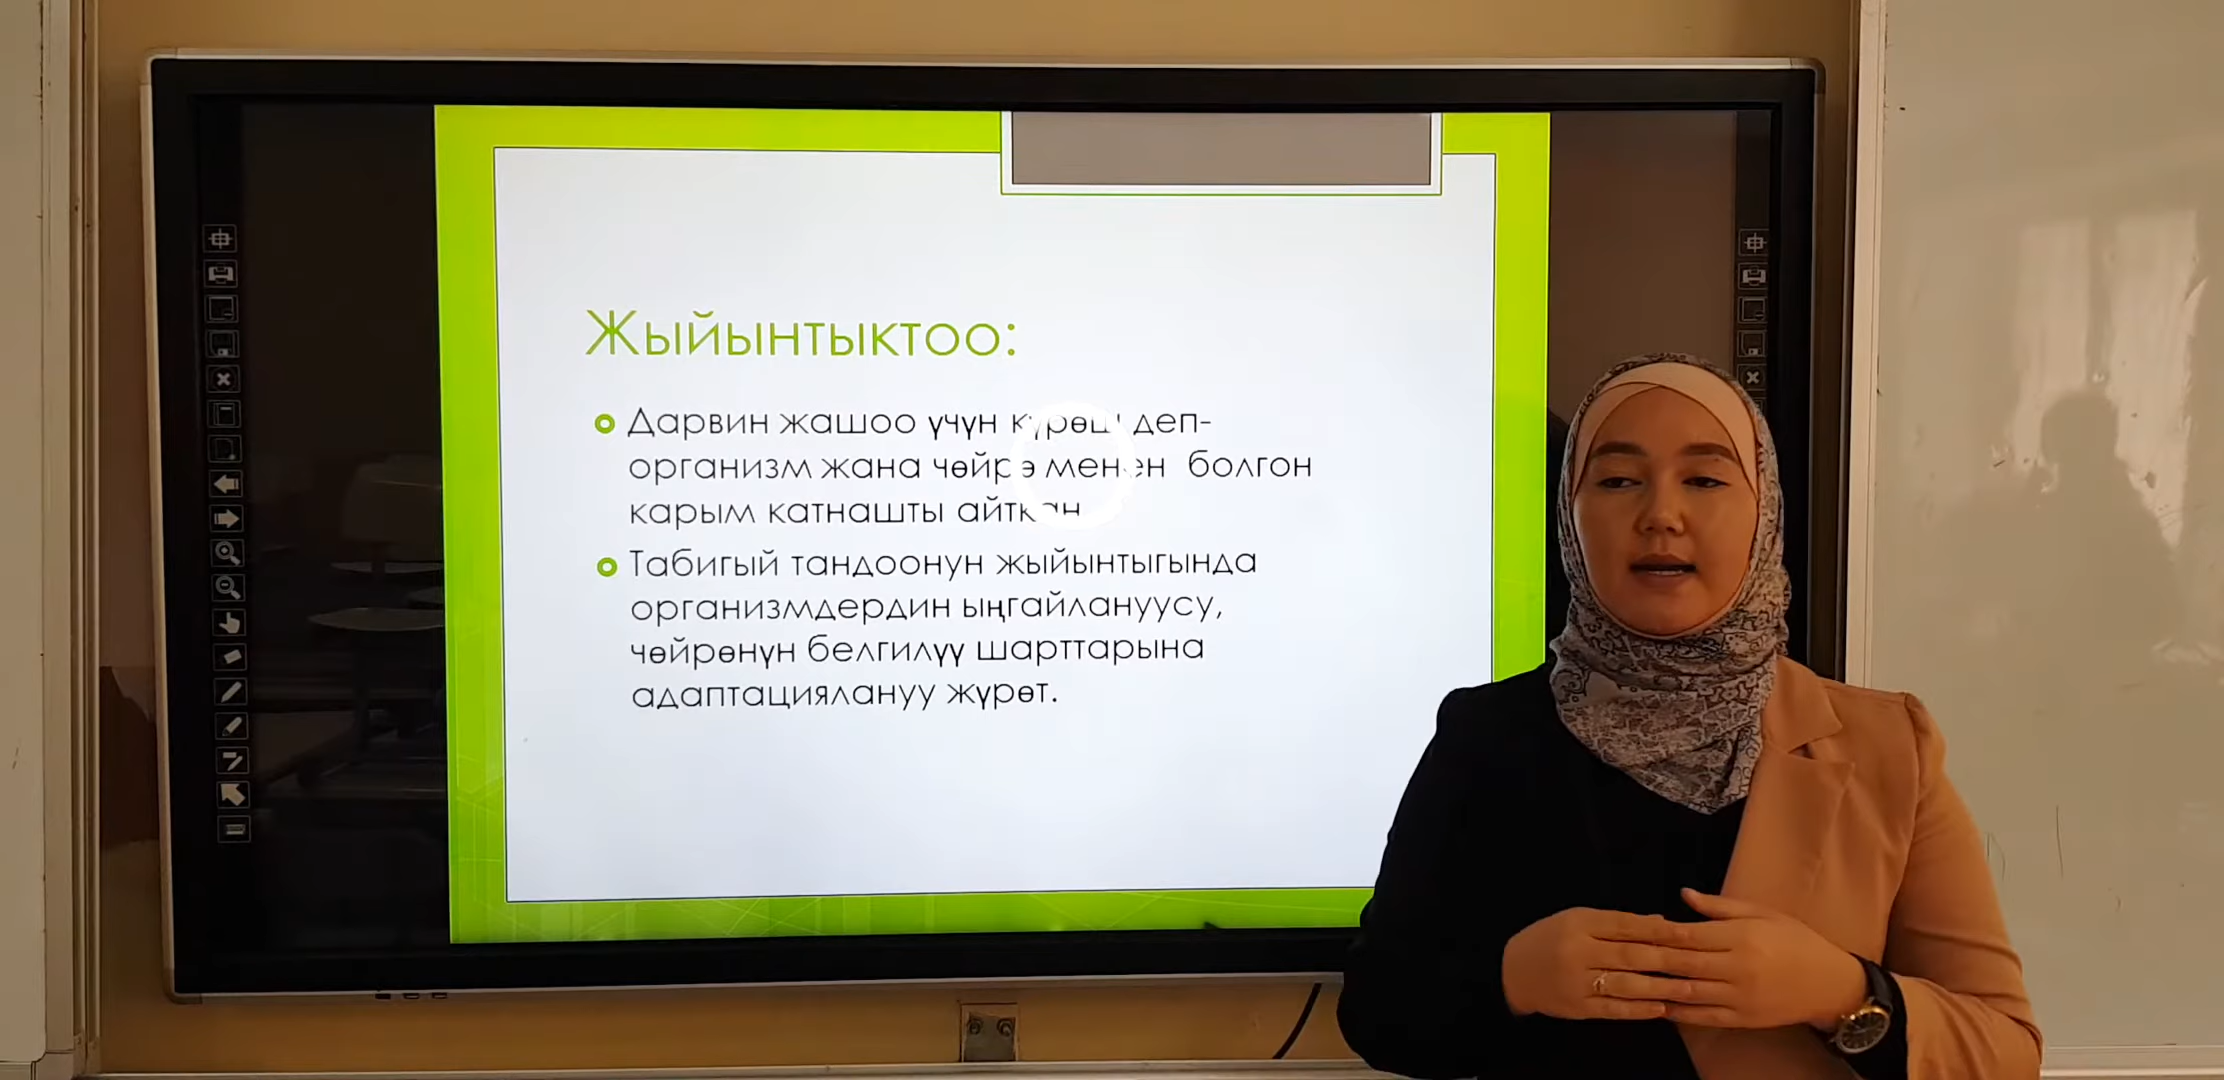 Жыйынтыктоо:
Дарвин жашоо үчүн күрөш деп-
организм жана чөйрө менен болгон
карым катнашты айткан
Табигый тандоонун жыйынтыгында
организмдердин ыңгайлануусу,
чөйрөнүн белгилүү шарттарына
адаптациялануу жүрөт.